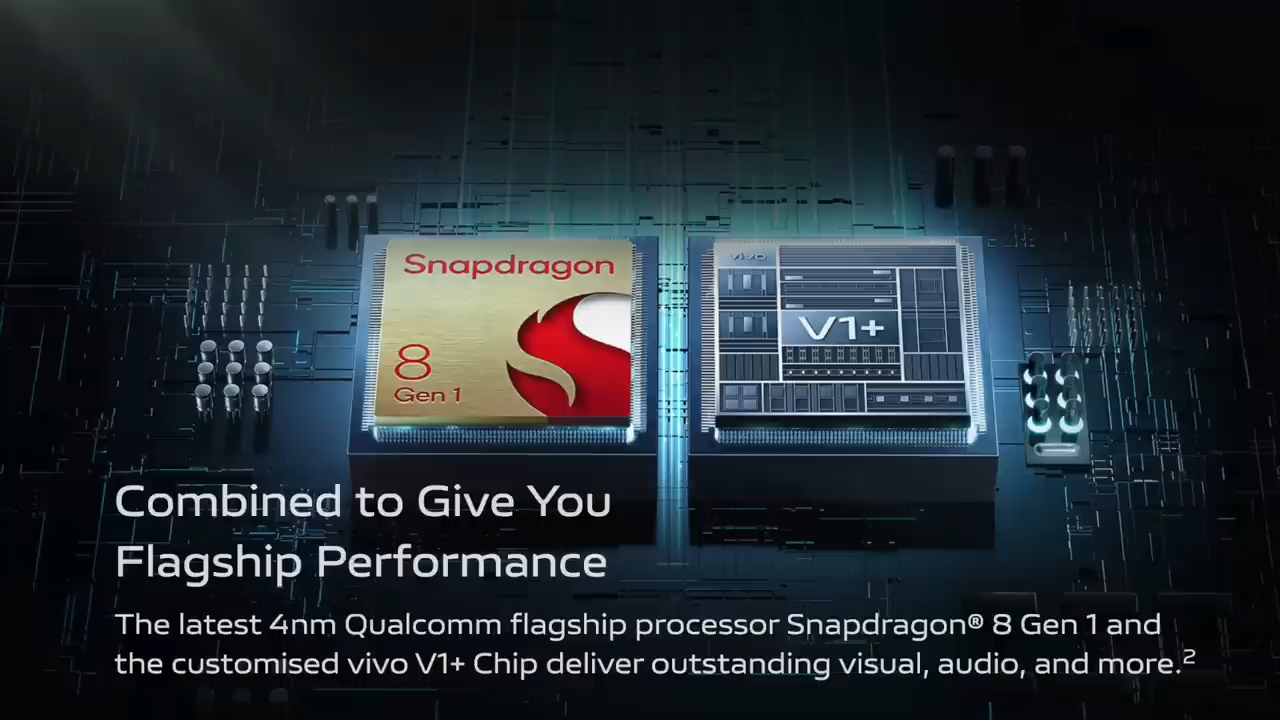 Snapdragon
8
Gen 1
vivo
V1+
Combined to Give You
Flagship Performance
The latest 4nm Qualcomm flagship processor Snapdragon® 8 Gen 1 and
the customised vivo V1+ Chip deliver outstanding visual, audio, and more.²